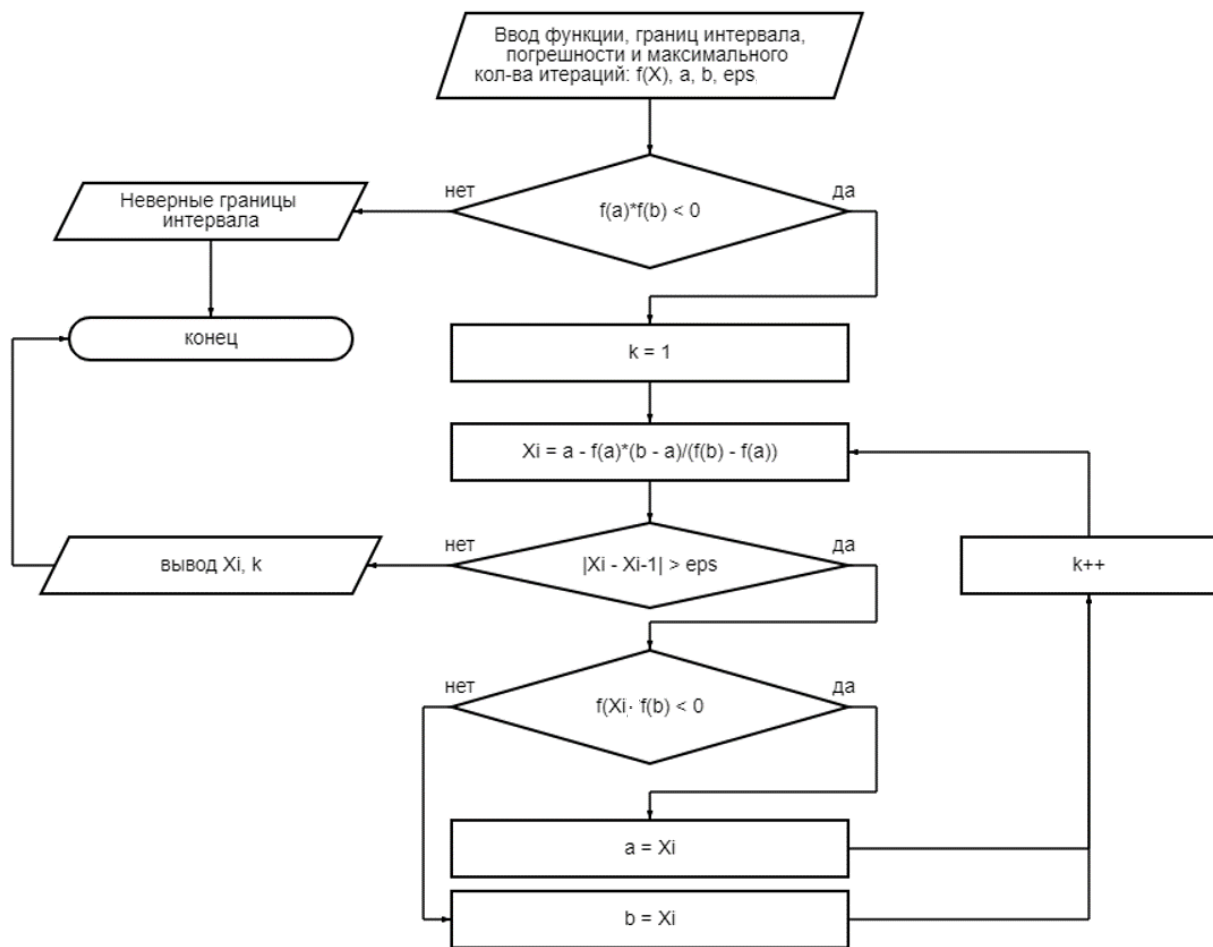 Ввод функции, границ интервала,
погрешности и максимального
кол-ва итераций: f(X), a, b, eps
нет
да
f(a)*f(b) < 0
Неверные границы
интервала
конец
k = 1
Xi = a - f(a)*(b - a)/(f(b) - f(a))
нет
да
вывод Xi, k
|Xi - Xi-1| > eps
k++
нет
да
f(Xi · f(b) < 0
a = Xi
b = Xi